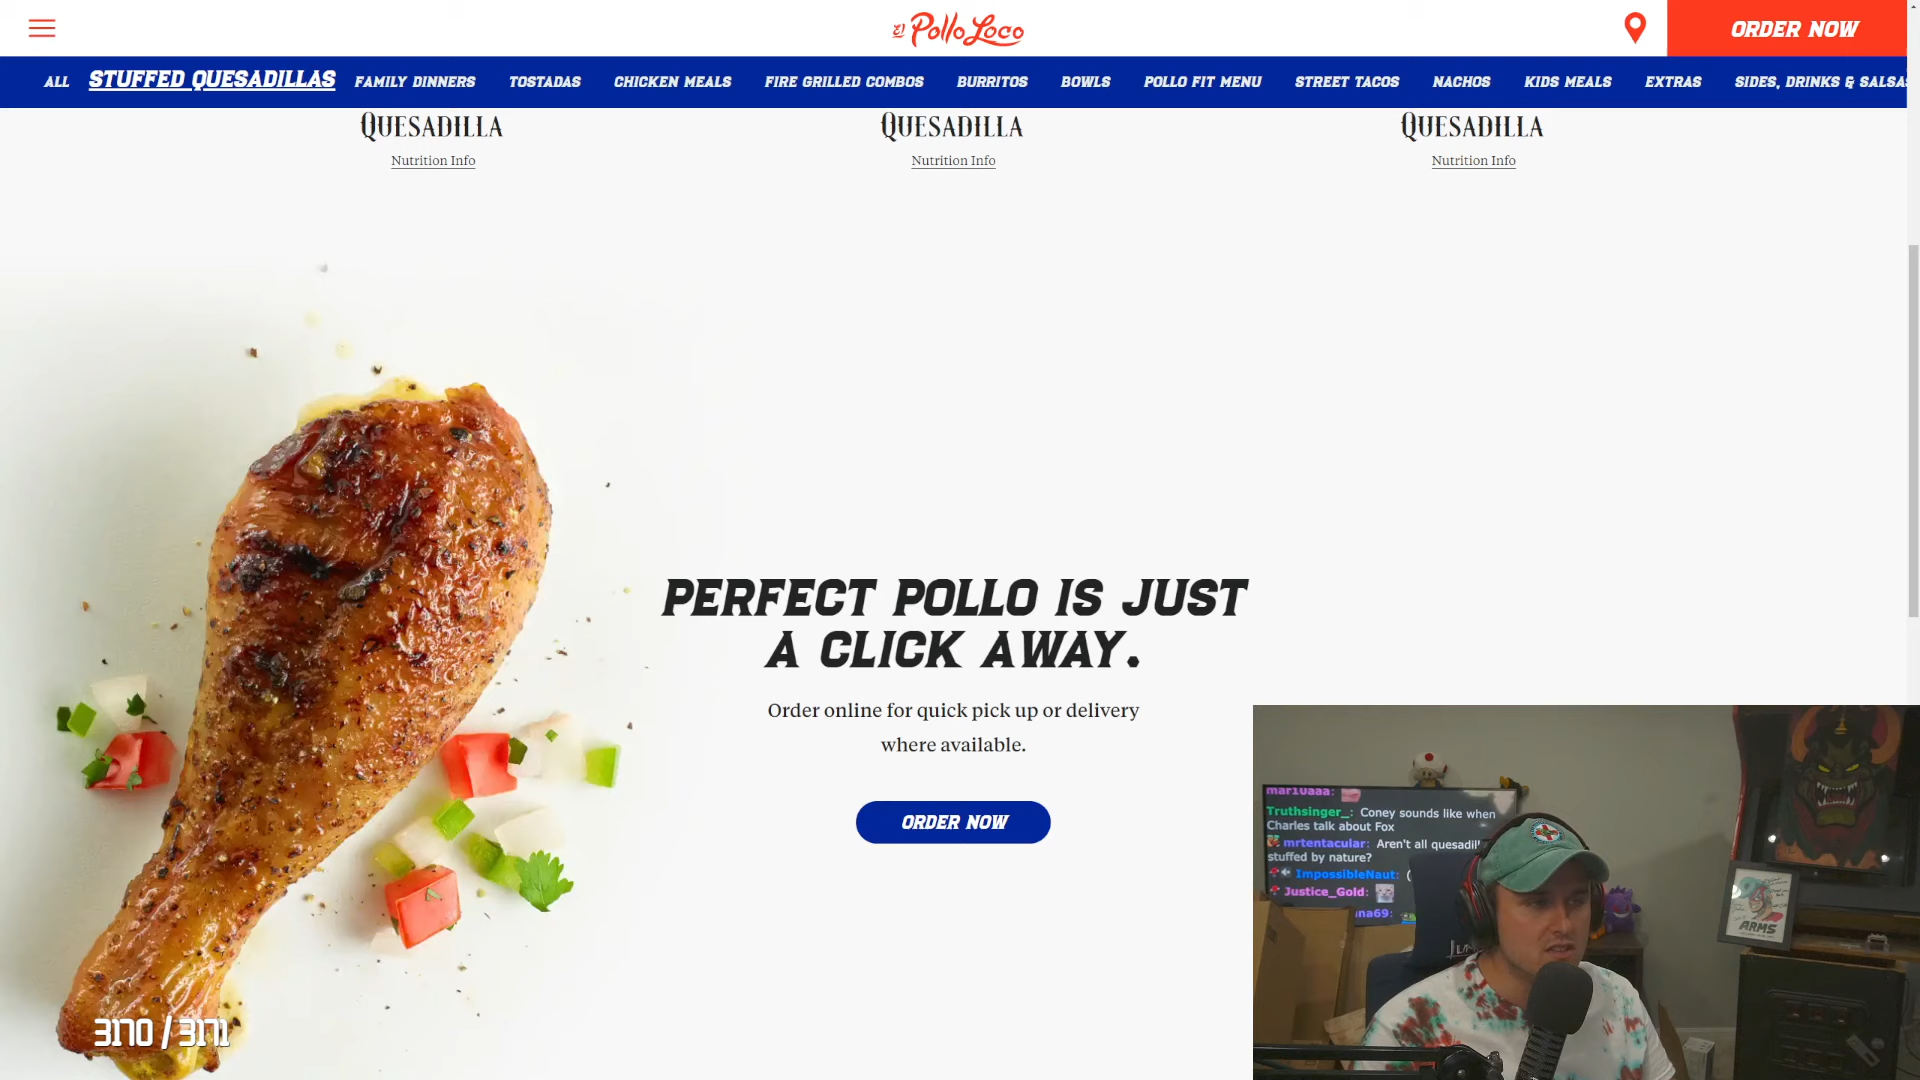 El Pollo Loco
ORDER NOW
ALL STUFFED QUESADILLAS FAMILY DINNERS TOSTADAS CHICKEN MEALS FIRE GRILLED COMBOS BURRITOS BOWLS POLLO FIT MENU STREET TACOS NACHOS KIDS MEALS EXTRAS SIDES, DRINKS & SALSAS
QUESADILLA QUESADILLA QUESADILLA
Nutrition Info Nutrition Info Nutrition Info
PERFECT POLLO IS JUST
A CLICK AWAY.
Order online for quick pick up or delivery
where available.
ORDER NOW
mar10aaa:
Truthsinger_: Coney sounds like when
Charles talk about Fox
mrtentacular: Aren't all quesadill
stuffed by nature?
ImpossibleNaut: (
Justice_Gold:
na69:
ARMS
3170 / 3171